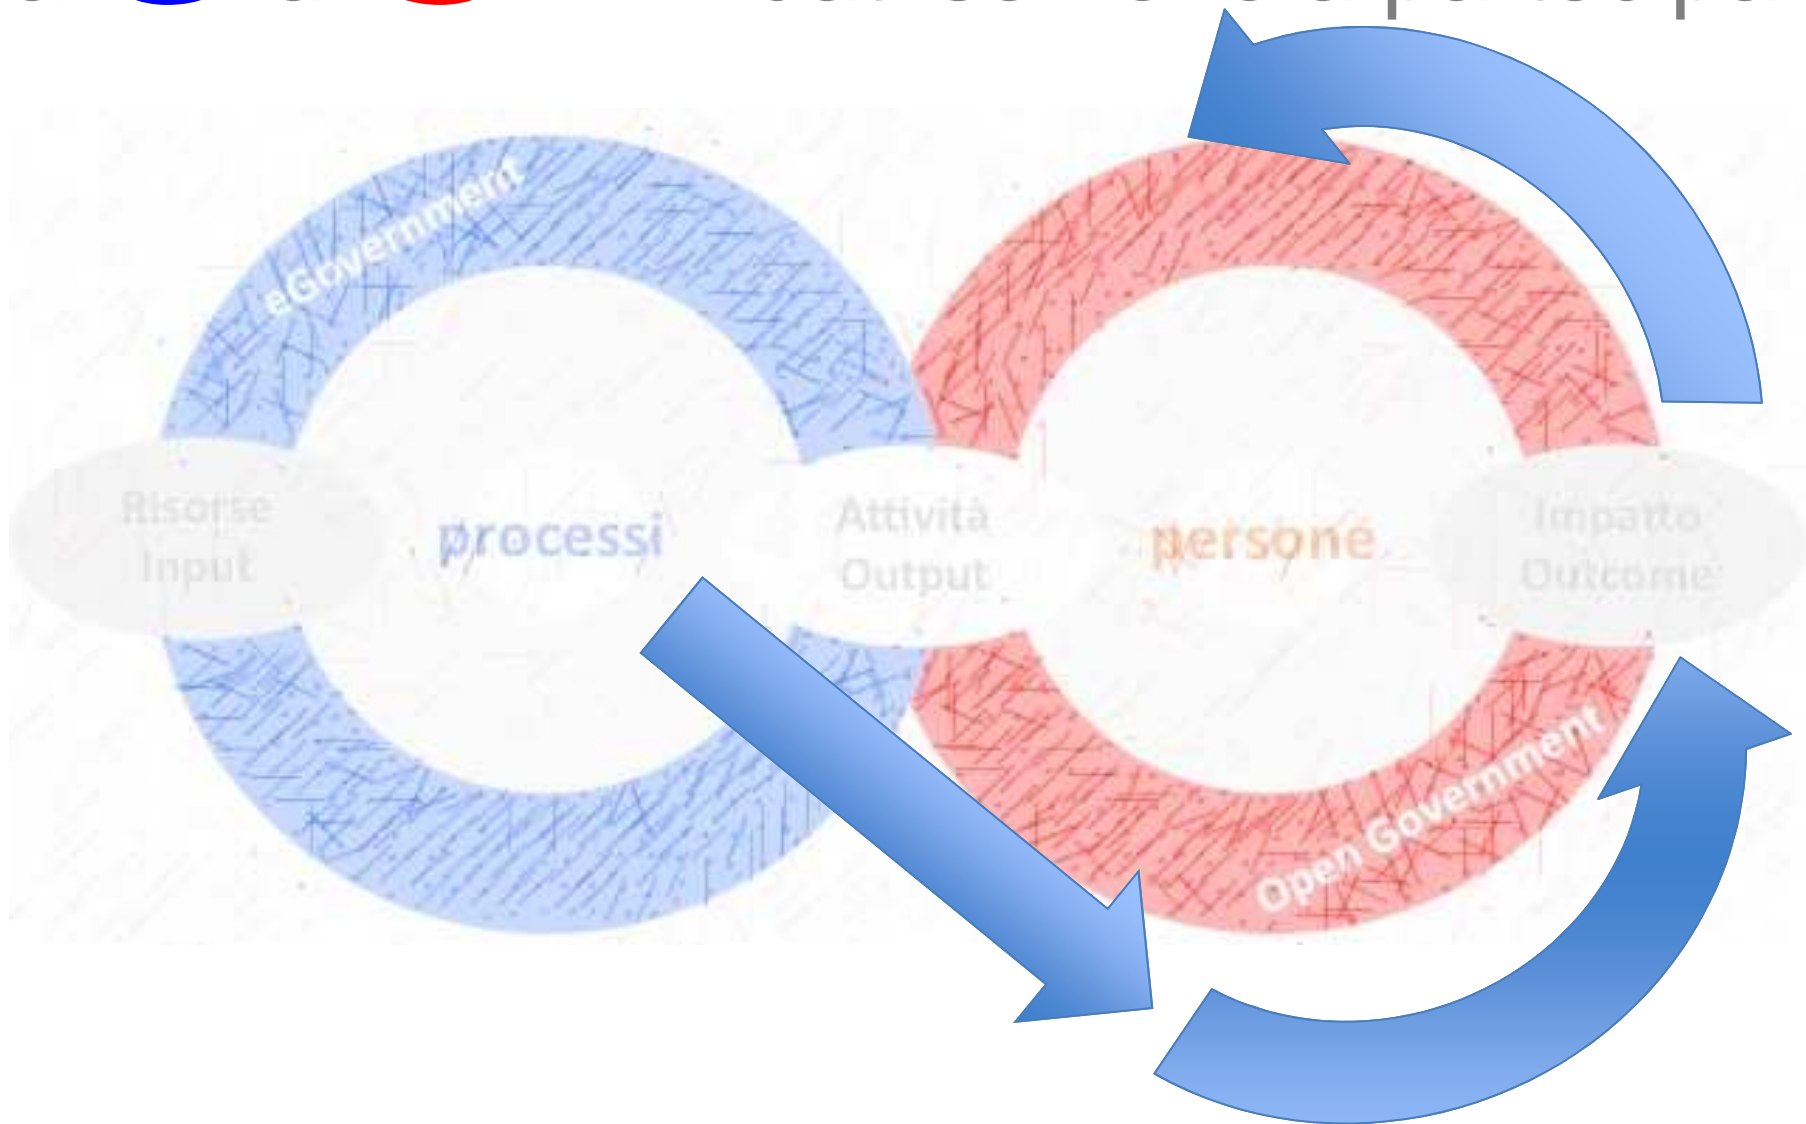 eGovernment
Risorse
Input
processi
Attività
Output
persone
Impatto
Outcome
Open Government